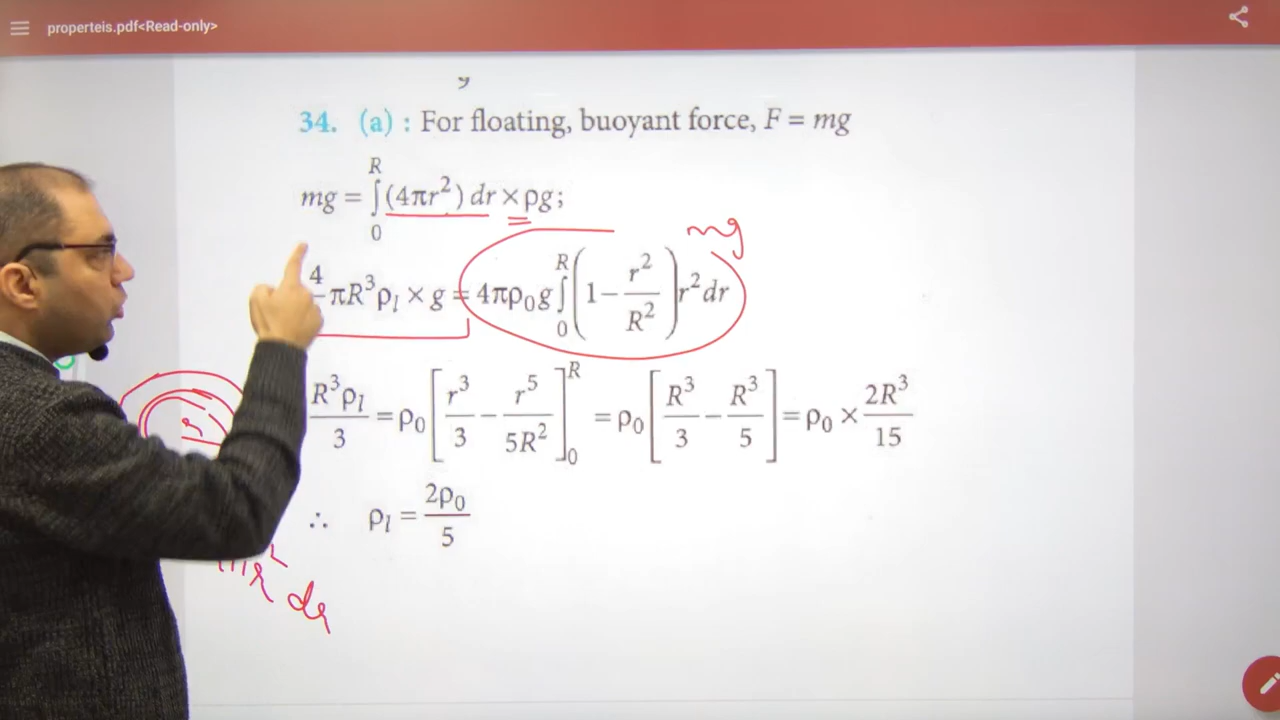 properteis.pdf<Read-only>
34. (a) : For floating, buoyant force, F = mg
mg = ∫₀ᴿ (4πr²) dr × ρg;
mg
4 πR³ρₗ × g = 4πρ₀g ∫₀ᴿ (1 − r²/R²) r² dr
R³ρₗ/3 = ρ₀ [r³/3 − r⁵/5R²]₀ᴿ = ρ₀ [R³/3 − R³/5] = ρ₀ × 2R³/15
∴ ρₗ = 2ρ₀/5
dr